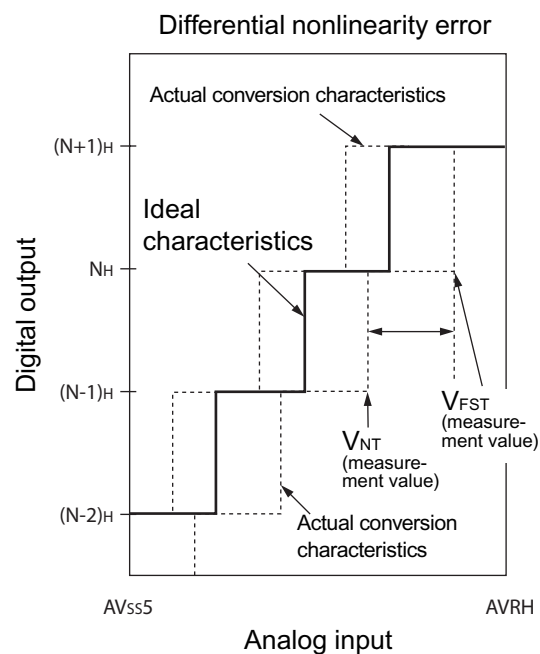 Differential nonlinearity error
Actual conversion characteristics
(N+1)H
Ideal
characteristics
NH
Digital output
(N-1)H
VFST
(measure-
ment value)
VNT
(measure-
ment value)
(N-2)H
Actual conversion
characteristics
AVSS5
AVRH
Analog input